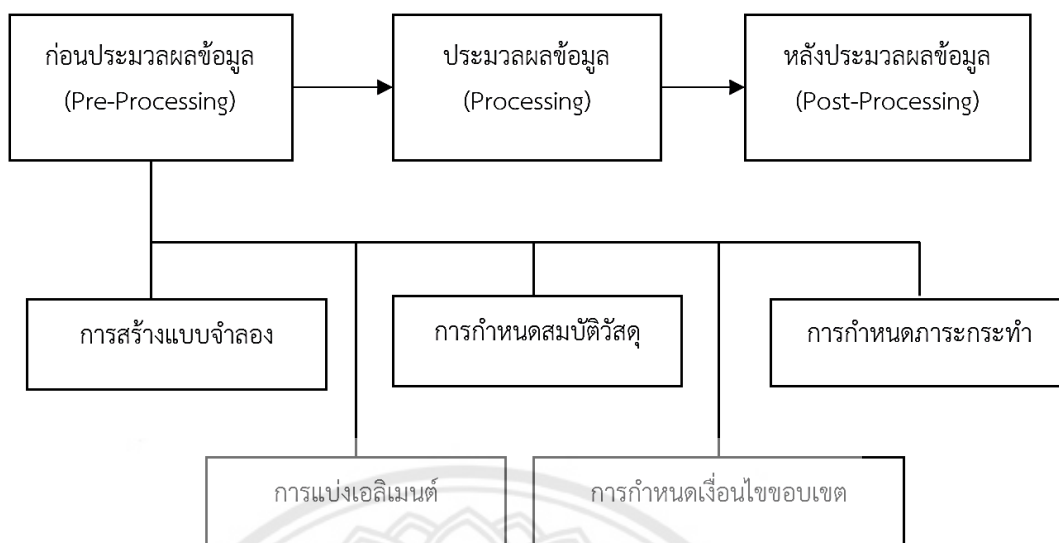 ก่อนประมวลผลข้อมูล
(Pre-Processing)
ประมวลผลข้อมูล
(Processing)
หลังประมวลผลข้อมูล
(Post-Processing)
การสร้างแบบจำลอง
การกำหนดสมบัติวัสดุ
การกำหนดภาระกระทำ
การแบ่งเอลิเมนต์
การกำหนดเงื่อนไขขอบเขต